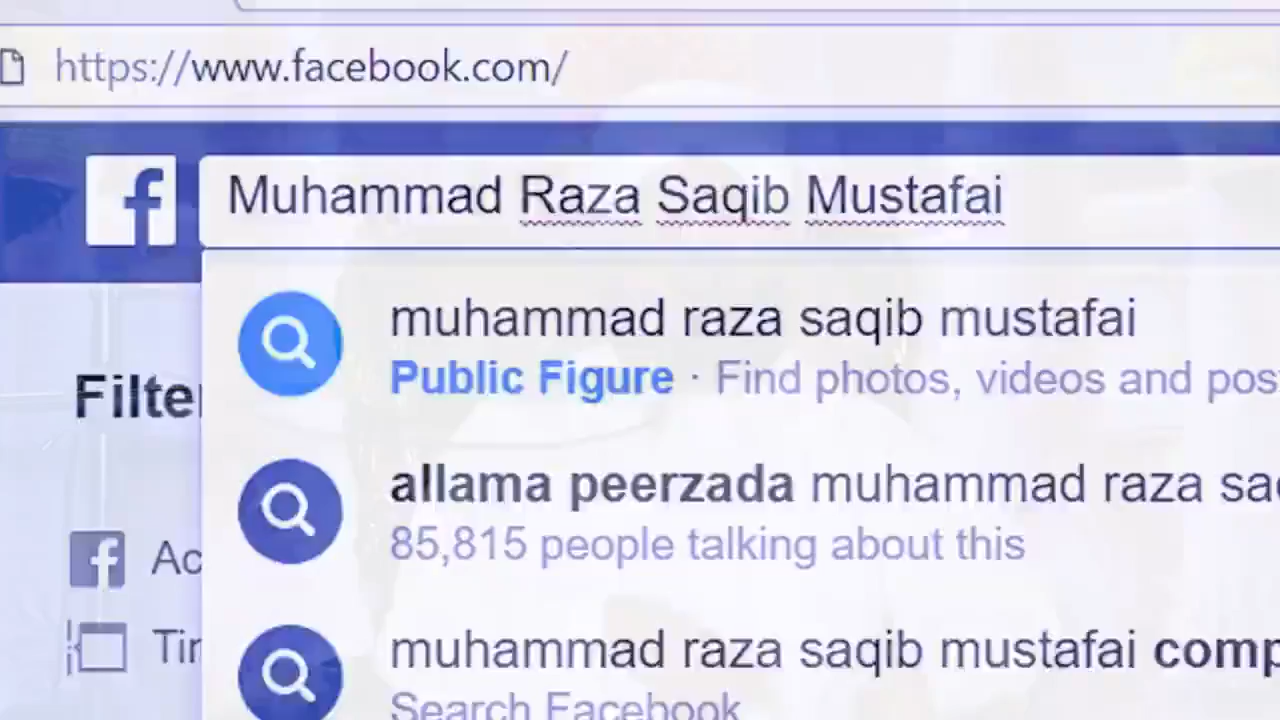 https://www.facebook.com/
Muhammad Raza Saqib Mustafai
muhammad raza saqib mustafai
Public Figure · Find photos, videos and pos
Filte
allama peerzada muhammad raza sa
85,815 people talking about this
Ac
muhammad raza saqib mustafai comp
Tir
Search Facebook